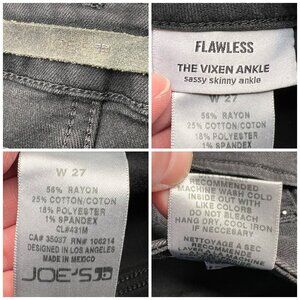 FLAWLESS
THE VIXEN ANKLE
sassy skinny ankle
W 27
56% RAYON
25% COTTON/COTON
18% POLYESTER
1% SPANDEX
W 27
56% RAYON
25% COTTON/COTON
18% POLYESTER
1% SPANDEX
CL#431M
CA# 35037 RN# 106214
DESIGNED IN LOS ANGELES
MADE IN MEXICO
JOE'S
RECOMMENDED
MACHINE WASH COLD
INSIDE OUT WITH
LIKE COLORS
DO NOT BLEACH
HANG DRY, COOL IRON
IF NECCESARY
NETTOYAGE A SEC